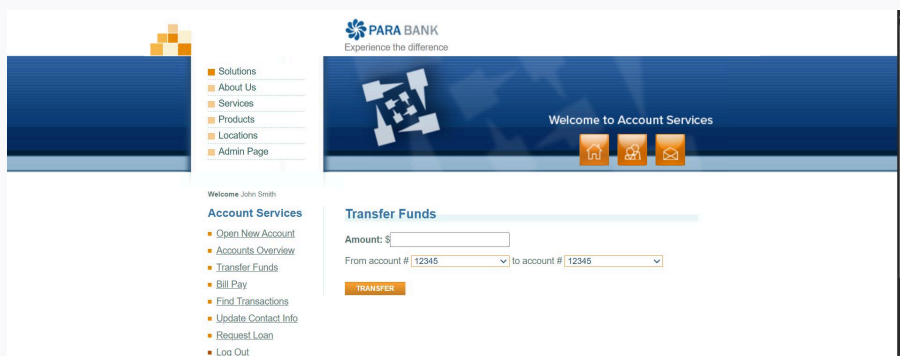 PARA BANK
Experience the difference
Solutions
About Us
Services
Products
Locations
Admin Page
Welcome to Account Services
Welcome John Smith
Account Services
Open New Account
Accounts Overview
Transfer Funds
Bill Pay
Find Transactions
Update Contact Info
Request Loan
Log Out
Transfer Funds
Amount: $
From account # 12345 to account # 12345
TRANSFER